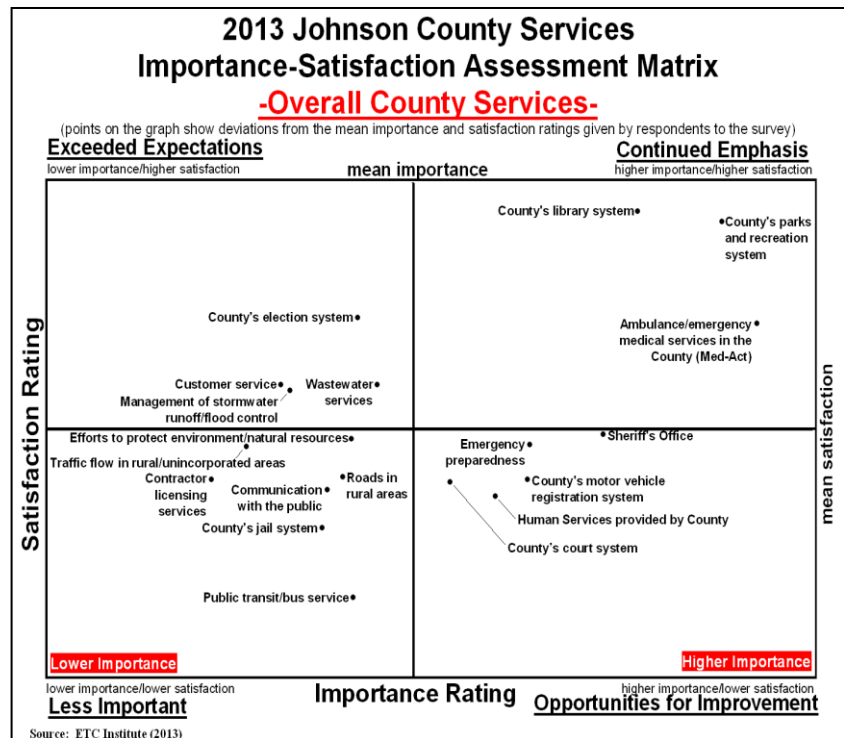 2013 Johnson County Services
Importance-Satisfaction Assessment Matrix
-Overall County Services-
(points on the graph show deviations from the mean importance and satisfaction ratings given by respondents to the survey)
Exceeded Expectations
lower importance/higher satisfaction
mean importance
Continued Emphasis
higher importance/higher satisfaction
County's library system
County's parks
and recreation
system
County's election system
Ambulance/emergency
medical services in the
County (Med-Act)
Customer service
Management of stormwater
runoff/flood control
Wastewater
services
Satisfaction Rating
mean satisfaction
Efforts to protect environment/natural resources
Traffic flow in rural/unincorporated areas
Contractor
licensing
services
Communication
with the public
Roads in
rural areas
County's jail system
Public transit/bus service
Sheriff's Office
Emergency
preparedness
County's motor vehicle
registration system
Human Services provided by County
County's court system
Lower Importance
Higher Importance
lower importance/lower satisfaction
Less Important
Importance Rating
higher importance/lower satisfaction
Opportunities for Improvement
Source: ETC Institute (2013)